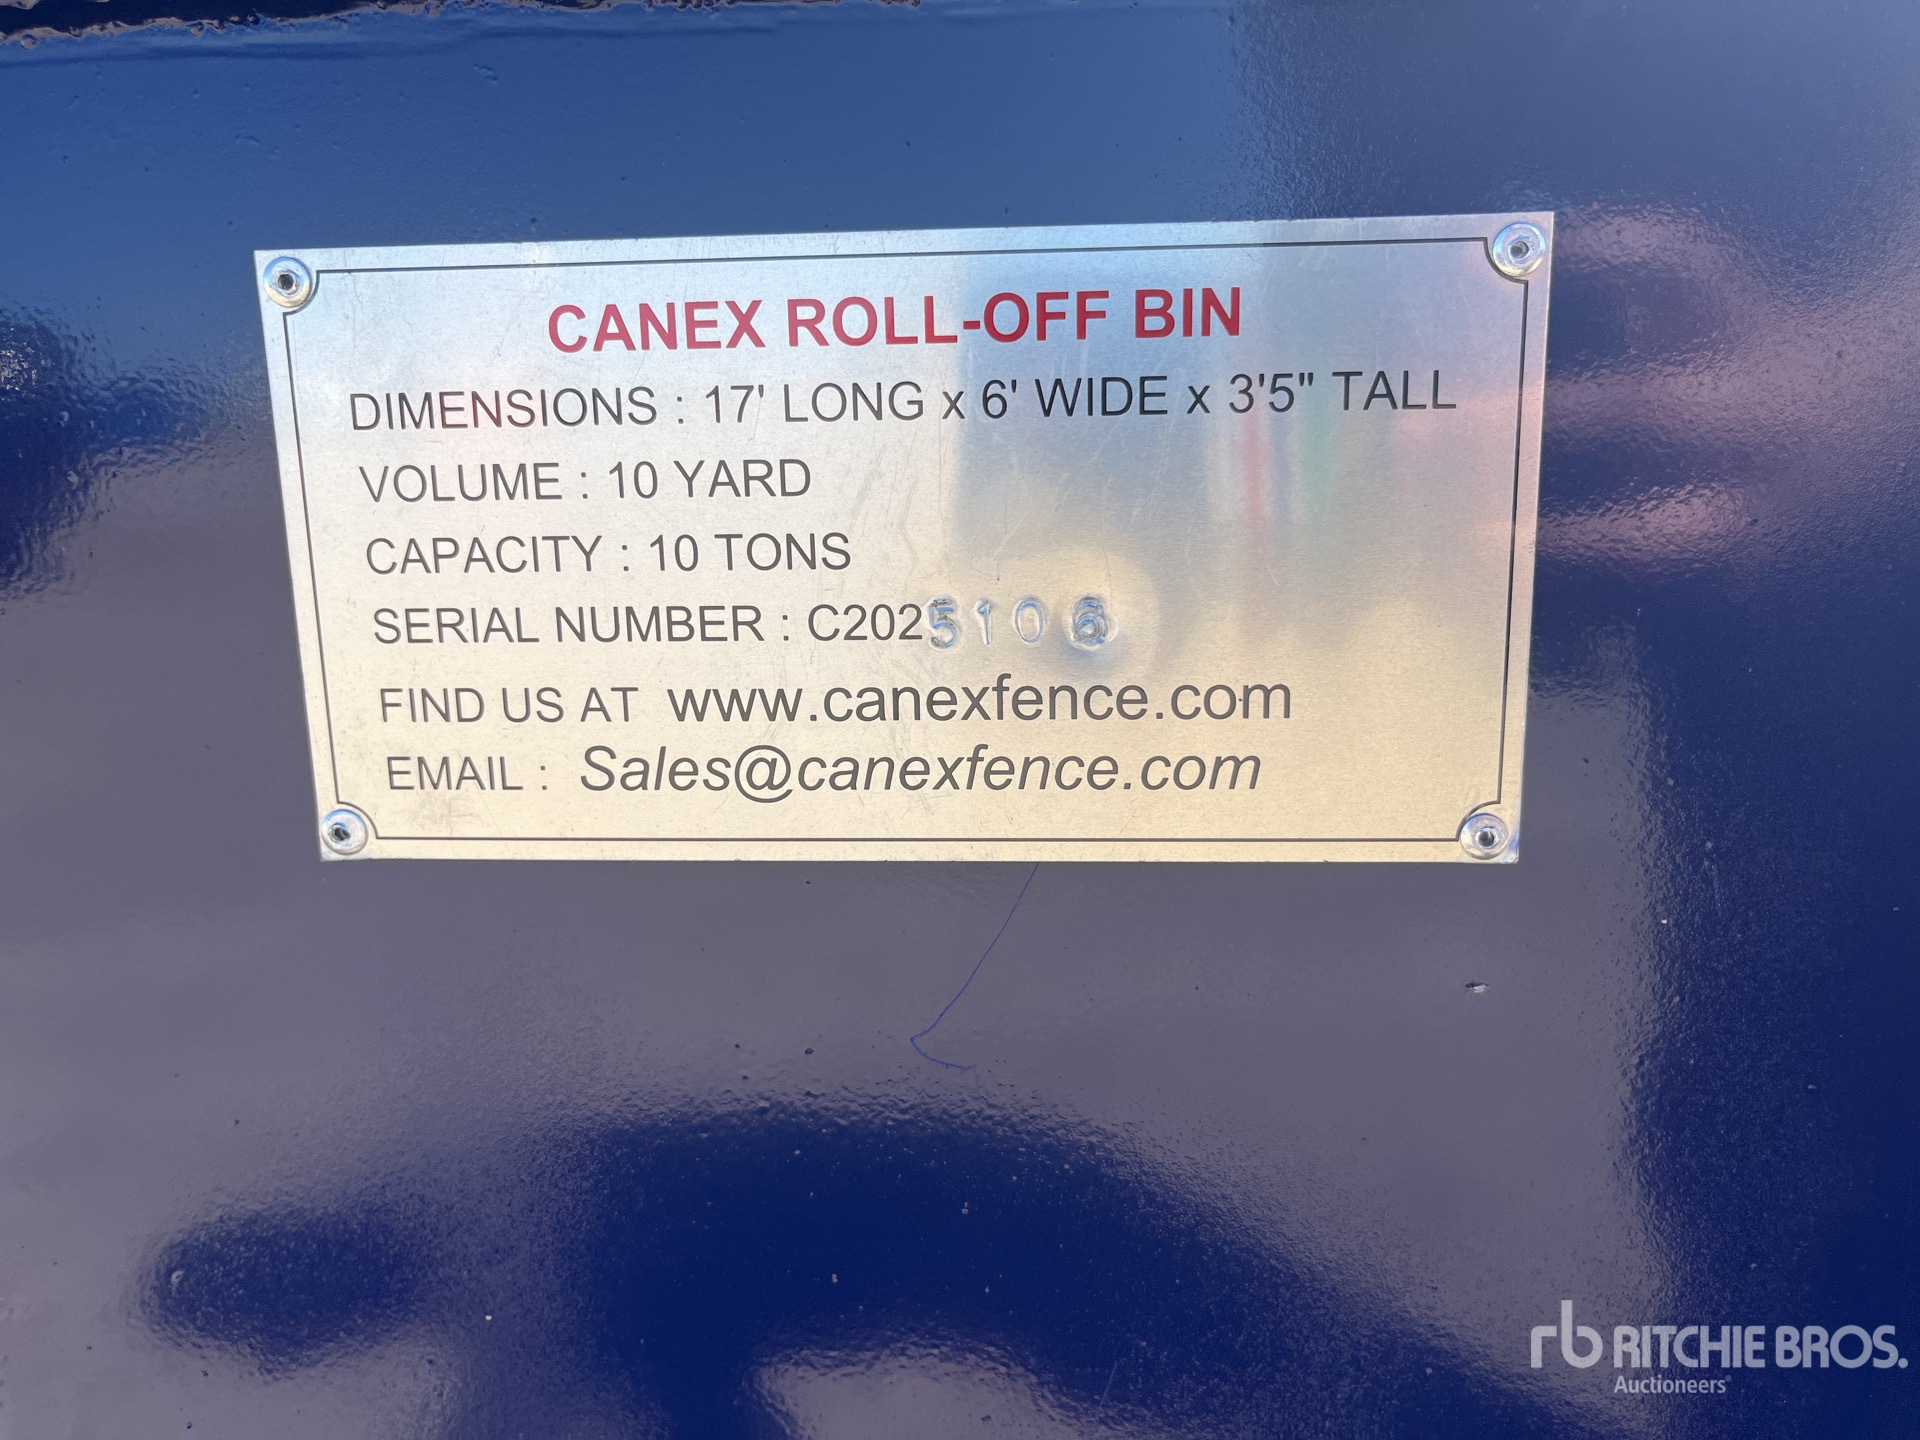 CANEX ROLL-OFF BIN
DIMENSIONS : 17' LONG x 6' WIDE x 3'5" TALL
VOLUME : 10 YARD
CAPACITY : 10 TONS
SERIAL NUMBER : C2025106
FIND US AT www.canexfence.com
EMAIL : Sales@canexfence.com
rb RITCHIE BROS.
Auctioneers